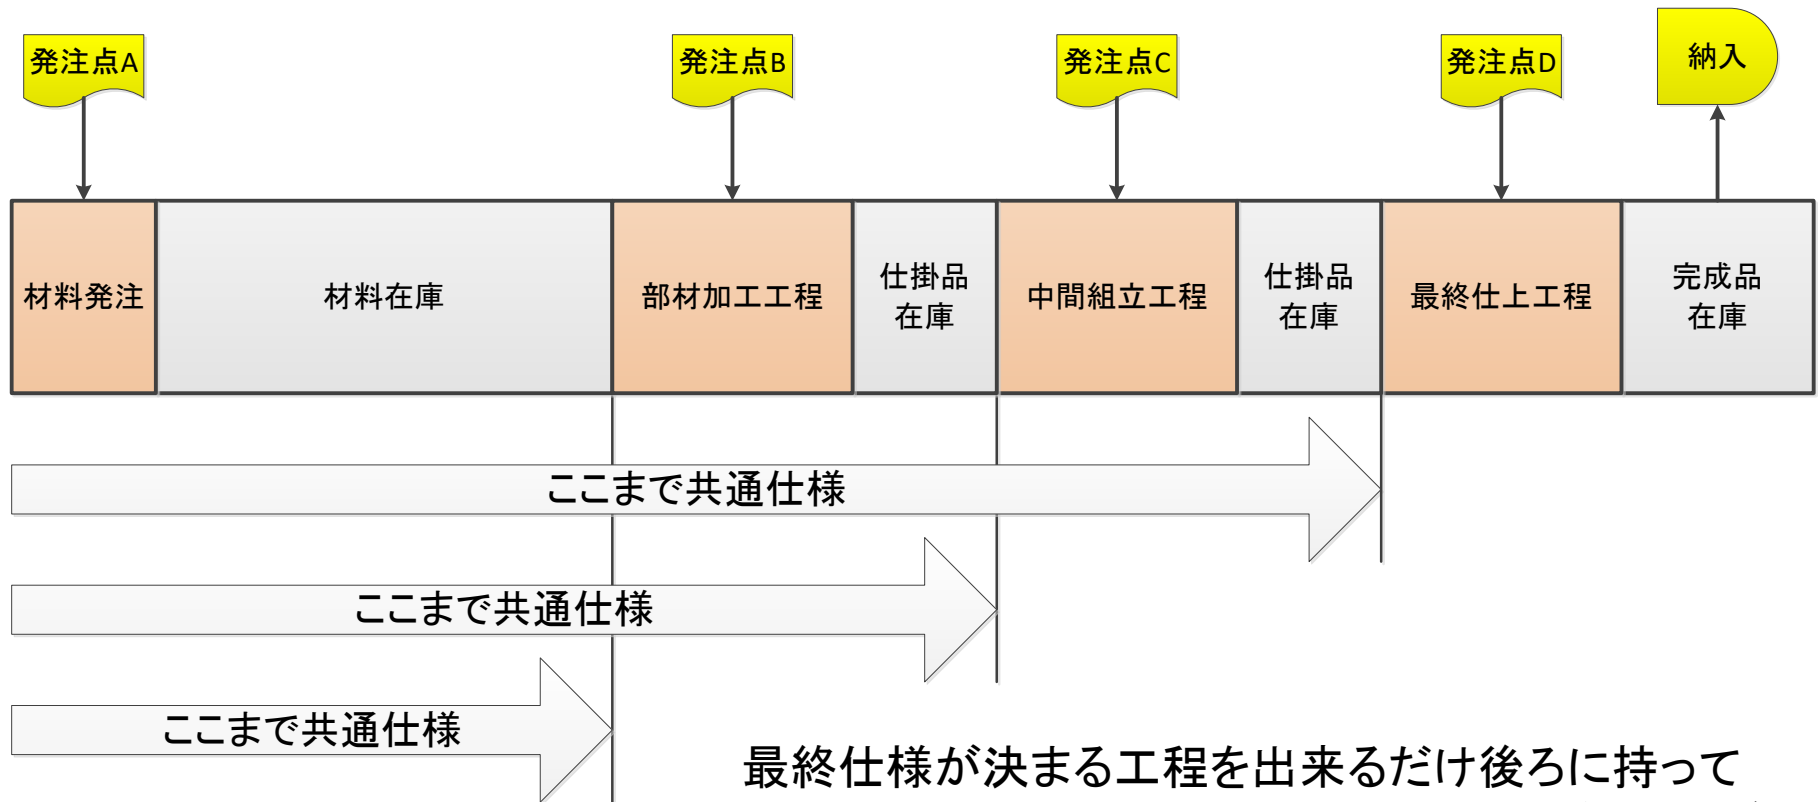 発注点A
発注点B
発注点C
発注点D
納入
材料発注
材料在庫
部材加工工程
仕掛品
在庫
中間組立工程
仕掛品
在庫
最終仕上工程
完成品
在庫
ここまで共通仕様
ここまで共通仕様
ここまで共通仕様
最終仕様が決まる工程を出来るだけ後ろに持って